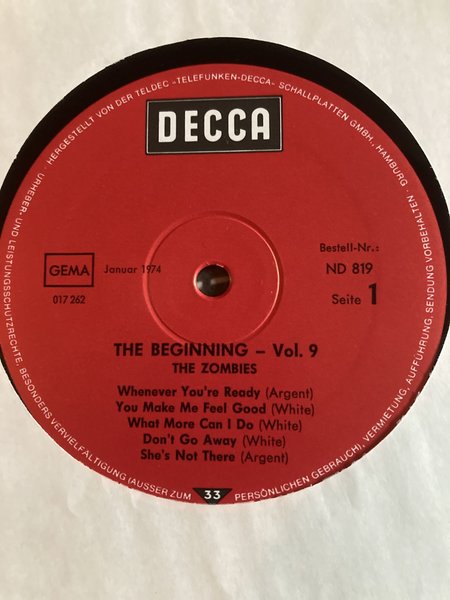 DECCA
URHEBER- UND LEISTUNGSSCHUTZRECHTE, BESONDERS VERVIELFÄLTIGUNG (AUSSER ZUM PERSÖNLICHEN GEBRAUCH), VERMIETUNG, AUFFÜHRUNG, SENDUNG VORBEHALTEN · HERGESTELLT VON DER TELDEC »TELEFUNKEN-DECCA« SCHALLPLATTEN GMBH., HAMBURG ·
GEMA
017 262
Januar 1974
Bestell-Nr.:
ND 819
Seite 1
THE BEGINNING – Vol. 9
THE ZOMBIES
Whenever You're Ready (Argent)
You Make Me Feel Good (White)
What More Can I Do (White)
Don't Go Away (White)
She's Not There (Argent)
33